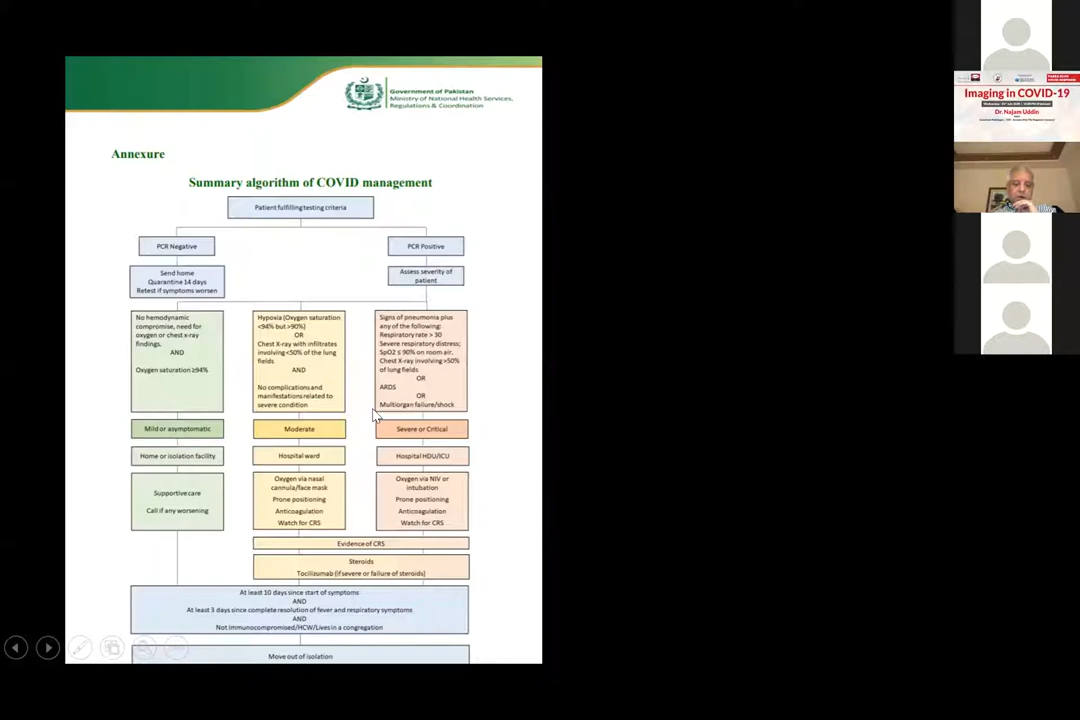 Government of Pakistan
Ministry of National Health Services,
Regulations & Coordination
Annexure
Summary algorithm of COVID management
Patient fulfilling testing criteria
PCR Negative
PCR Positive
Send home
Quarantine 14 days
Retest if symptoms worsen
Assess severity of
patient
No hemodynamic
compromise, need for
oxygen or chest x-ray
findings.
AND
Oxygen saturation ≥94%
Hypoxia (Oxygen saturation
<94% but >90%)
OR
Chest X-ray with infiltrates
involving <50% of the lung
fields
AND
No complications and
manifestations related to
severe condition
Signs of pneumonia plus
any of the following:
Respiratory rate > 30
Severe respiratory distress;
SpO2 ≤ 90% on room air.
Chest X-ray involving >50%
of lung fields
OR
ARDS
OR
Multiorgan failure/shock
Mild or asymptomatic
Moderate
Severe or Critical
Home or isolation facility
Hospital ward
Hospital HDU/ICU
Supportive care
Call if any worsening
Oxygen via nasal
cannula/face mask
Prone positioning
Anticoagulation
Watch for CRS
Oxygen via NIV or
intubation
Prone positioning
Anticoagulation
Watch for CRS
Evidence of CRS
Steroids
Tocilizumab (if severe or failure of steroids)
At least 10 days since start of symptoms
AND
At least 3 days since complete resolution of fever and respiratory symptoms
AND
Not Immunocompromised/HCW/Lives in a congregation
Move out of isolation
Imaging in COVID-19
Dr. Najam Uddin